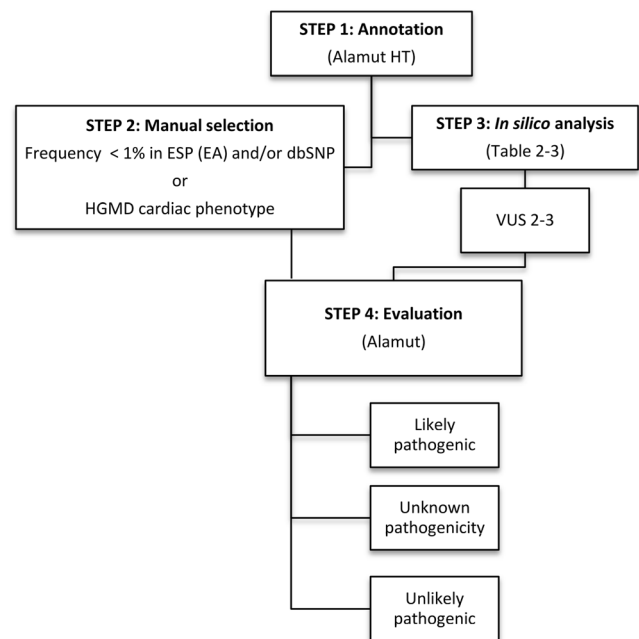 STEP 1: Annotation
(Alamut HT)
STEP 2: Manual selection
Frequency < 1% in ESP (EA) and/or dbSNP
or
HGMD cardiac phenotype
STEP 3: In silico analysis
(Table 2-3)
VUS 2-3
STEP 4: Evaluation
(Alamut)
Likely
pathogenic
Unknown
pathogenicity
Unlikely
pathogenic